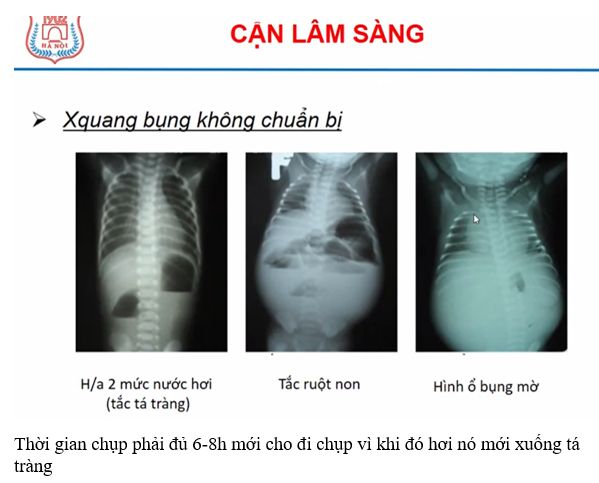 1902
HÀ NỘI
CẬN LÂM SÀNG
Xquang bụng không chuẩn bị
H/a 2 mức nước hơi
(tắc tá tràng)
Tắc ruột non
Hình ổ bụng mờ
Thời gian chụp phải đủ 6-8h mới cho đi chụp vì khi đó hơi nó mới xuống tá
tràng